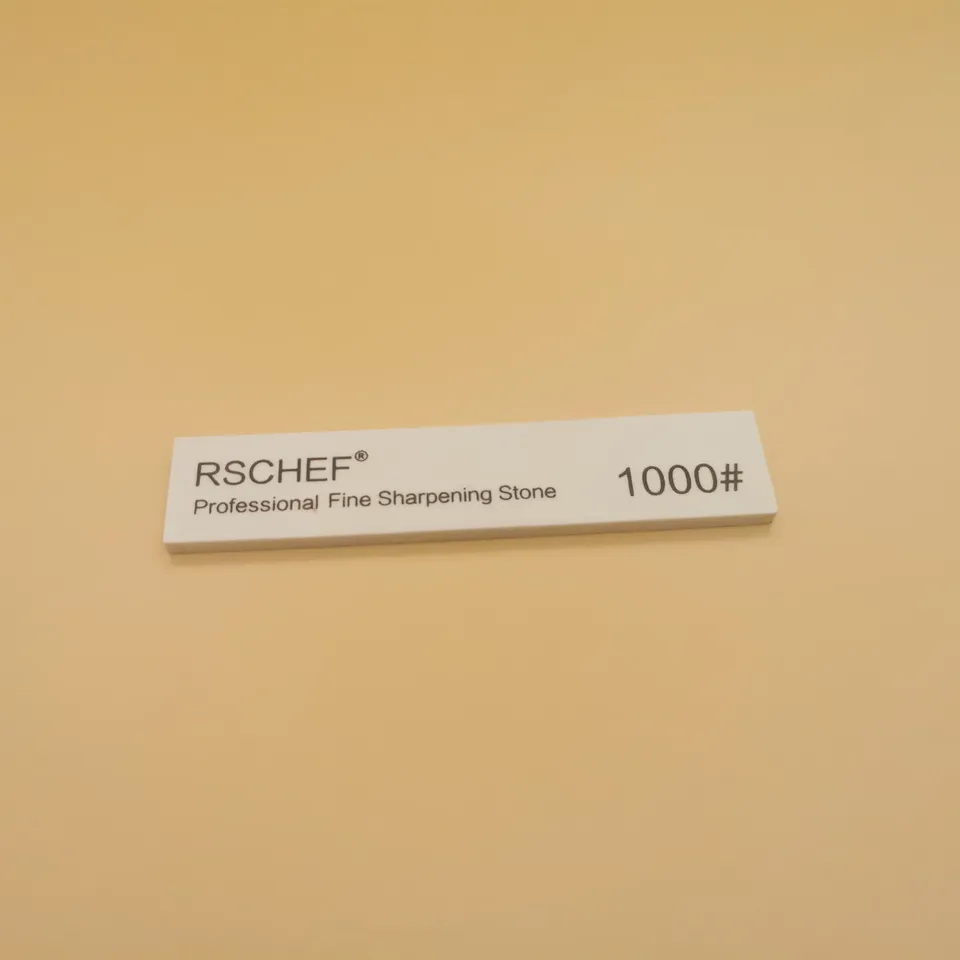 RSCHEF®
Professional Fine Sharpening Stone
1000#